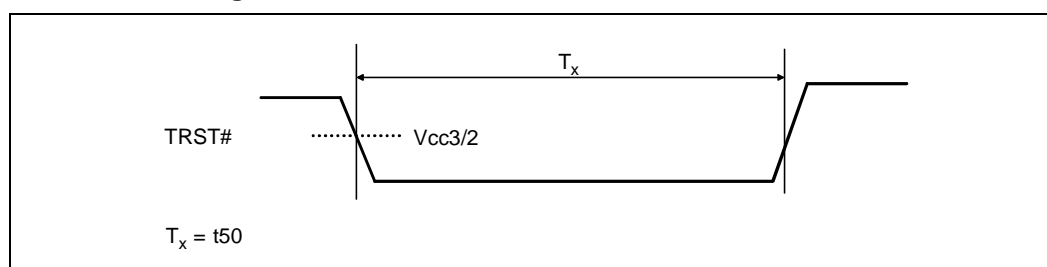 Tx
TRST#
Vcc3/2
Tx = t50